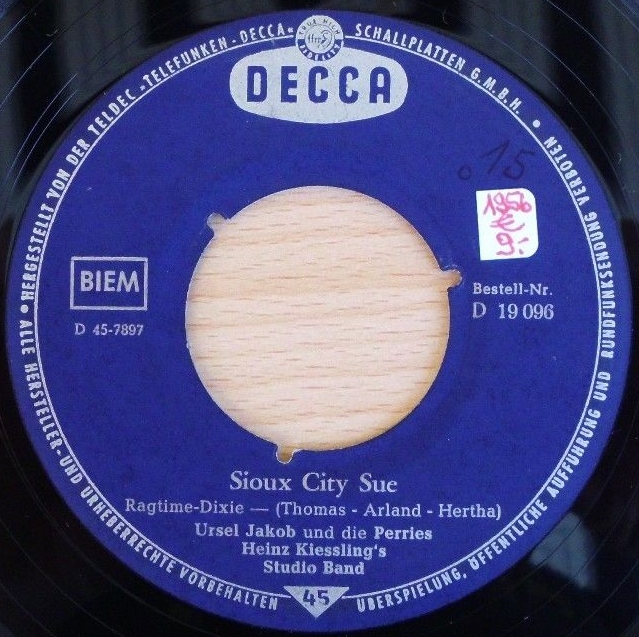 HERGESTELLT VON DER TELDEC „TELEFUNKEN-DECCA“ SCHALLPLATTEN G.M.B.H. •
DECCA
.15
1956
BIEM
D 45-7897
Bestell-Nr.
D 19 096
Sioux City Sue
Ragtime-Dixie — (Thomas - Arland - Hertha)
Ursel Jakob und die Perries
Heinz Kiessling's
Studio Band
45
• ALLE HERSTELLER-UND URHEBERRECHTE VORBEHALTEN
ÜBERSPIELUNG, ÖFFENTLICHE AUFFÜHRUNG UND RUNDFUNKSENDUNG VERBOTEN